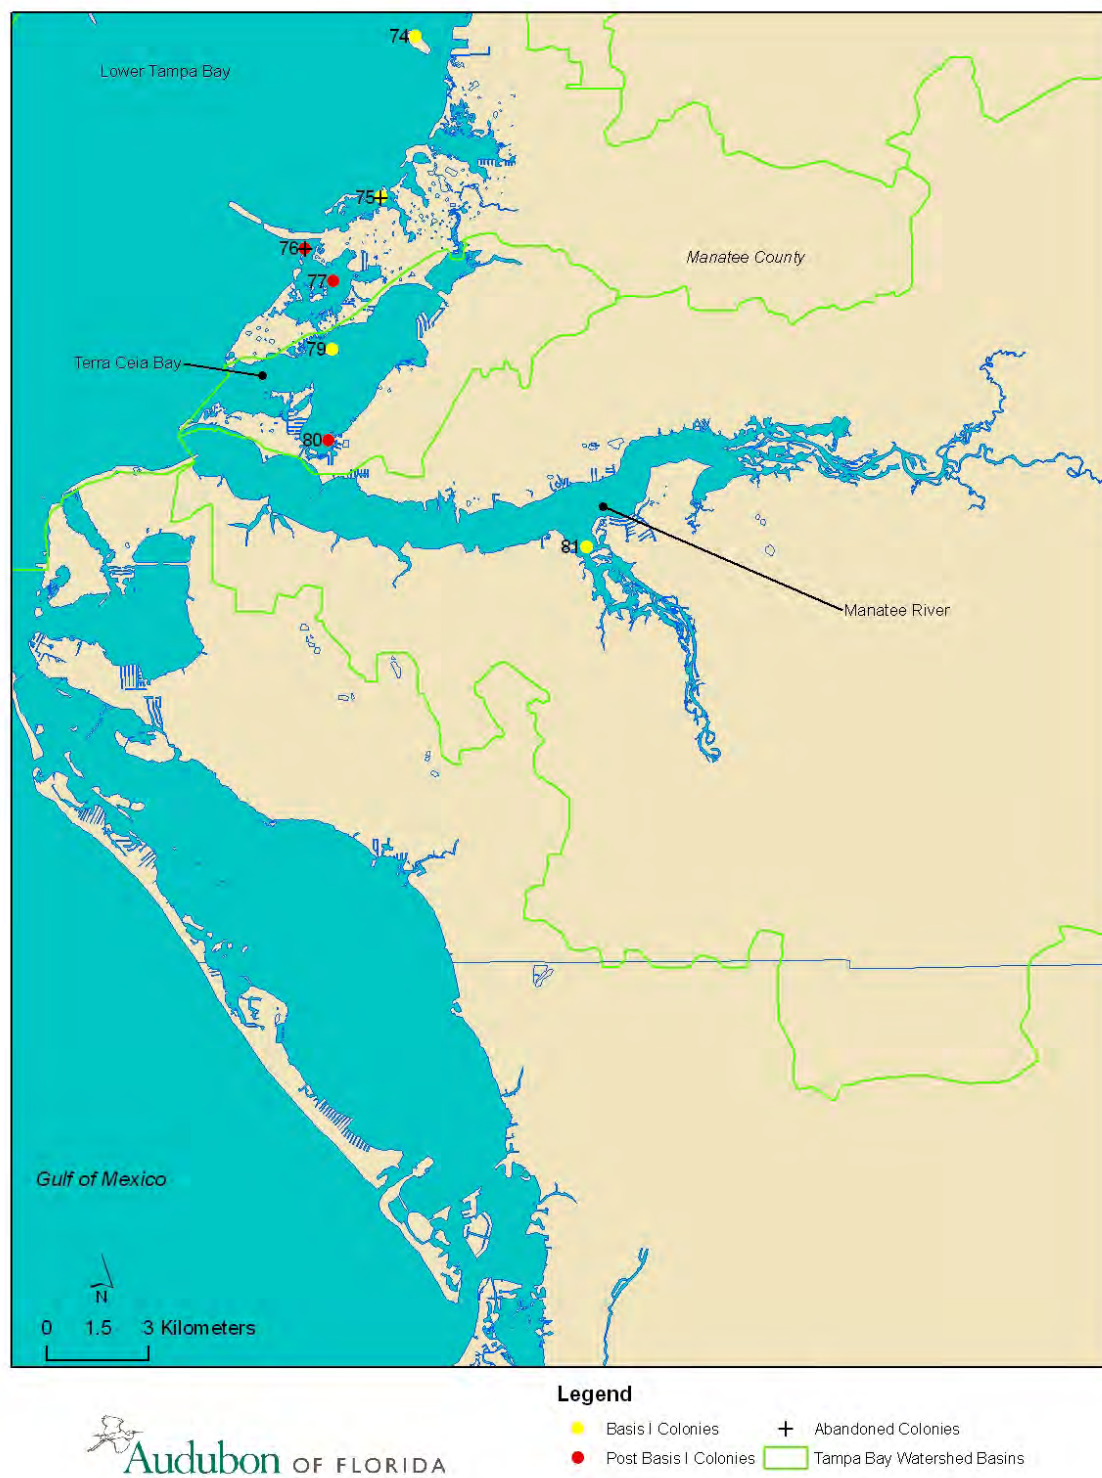 74
Lower Tampa Bay
75
76
Manatee County
77
79
Terra Ceia Bay
80
81
Manatee River
Gulf of Mexico
N
0 1.5 3 Kilometers
Legend
Basis I Colonies
Abandoned Colonies
Post Basis I Colonies
Tampa Bay Watershed Basins
Audubon OF FLORIDA